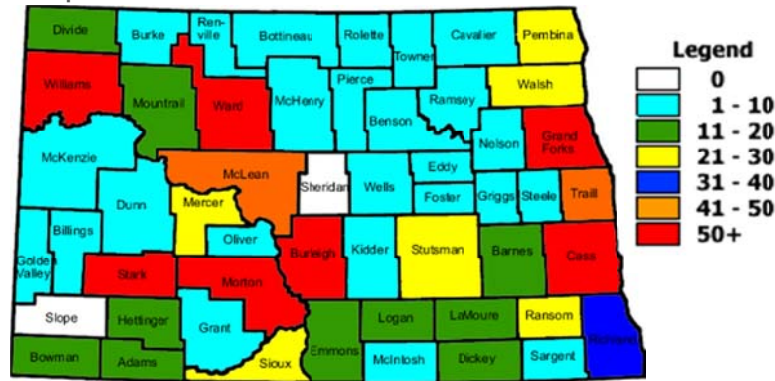 Divide
Burke
Ren-
ville
Bottineau
Rolette
Towner
Cavalier
Pembina
Williams
Mountrail
Ward
McHenry
Pierce
Benson
Ramsey
Walsh
McKenzie
McLean
Sheridan
Wells
Eddy
Foster
Nelson
Grand
Forks
Griggs
Steele
Traill
Dunn
Mercer
Oliver
Billings
Golden
Valley
Stark
Morton
Burleigh
Kidder
Stutsman
Barnes
Cass
Slope
Hettinger
Grant
Logan
LaMoure
Ransom
Richland
Bowman
Adams
Sioux
Emmons
McIntosh
Dickey
Sargent
Legend
0
1 - 10
11 - 20
21 - 30
31 - 40
41 - 50
50+